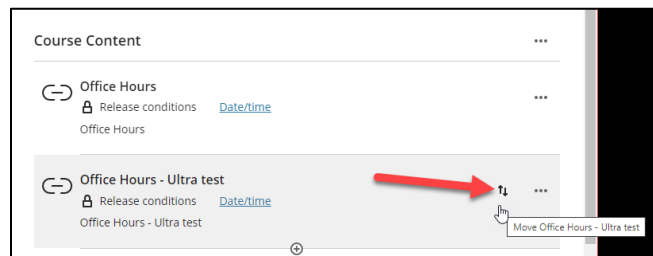 Course Content
Office Hours
Release conditions Date/time
Office Hours
Office Hours - Ultra test
Release conditions Date/time
Office Hours - Ultra test
Move Office Hours - Ultra test